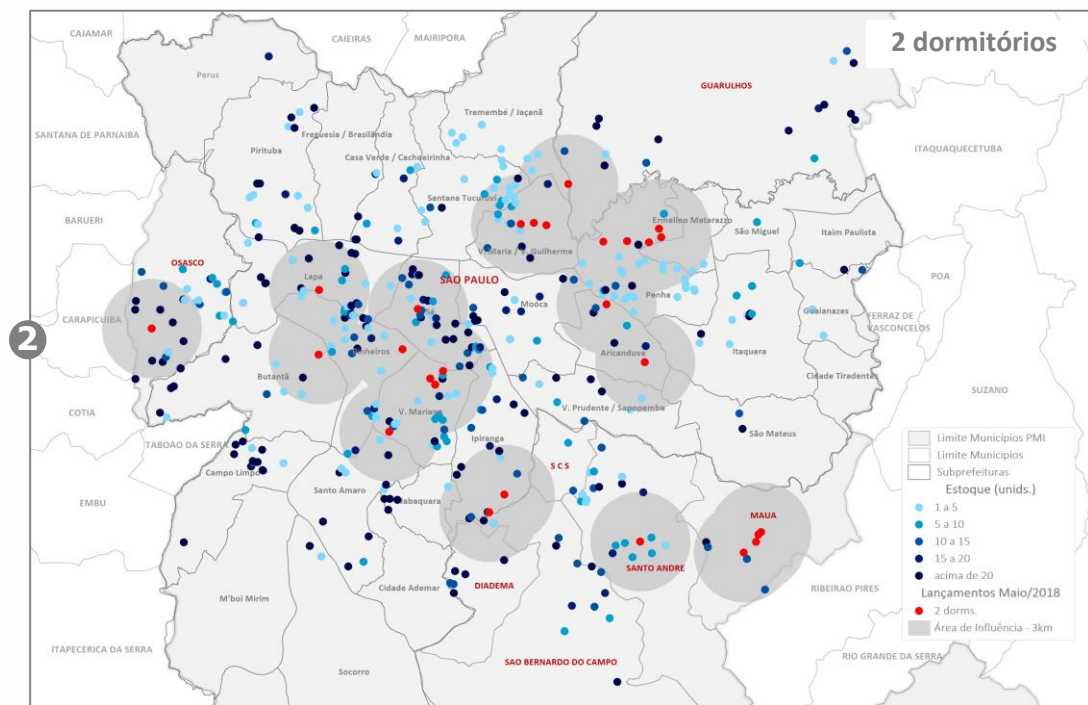 CAJAMAR
CAIEIRAS
MAIRIPORA
2 dormitórios
Perus
GUARULHOS
Tremembé / Jaçanã
SANTANA DE PARNAIBA
Freguesia / Brasilândia
Pirituba
Casa Verde / Cachoeirinha
ITAQUAQUECETUBA
Santana Tucuruvi
BARUERI
Ermelino Matarazzo
São Miguel
Itaim Paulista
V. Maria / V. Guilherme
OSASCO
Lapa
SAO PAULO
POA
Penha
Sé
Mooca
Guaianazes
CARAPICUIBA
FERRAZ DE
VASCONCELOS
2
Pinheiros
Aricanduva
Itaquera
Butantã
Cidade Tiradentes
SUZANO
COTIA
V. Mariana
V. Prudente / Sapopemba
TABOAO DA SERRA
Ipiranga
São Mateus
Campo Limpo
S C S
Santo Amaro
Jabaquara
EMBU
MAUA
SANTO ANDRE
DIADEMA
Cidade Ademar
RIBEIRAO PIRES
M'boi Mirim
ITAPECERICA DA SERRA
SAO BERNARDO DO CAMPO
RIO GRANDE DA SERRA
Socorro
Limite Municípios PMI
Limite Municipios
Subprefeituras
Estoque (unids.)
1 a 5
5 a 10
10 a 15
15 a 20
acima de 20
Lançamentos Maio/2018
2 dorms.
Área de Influência - 3km